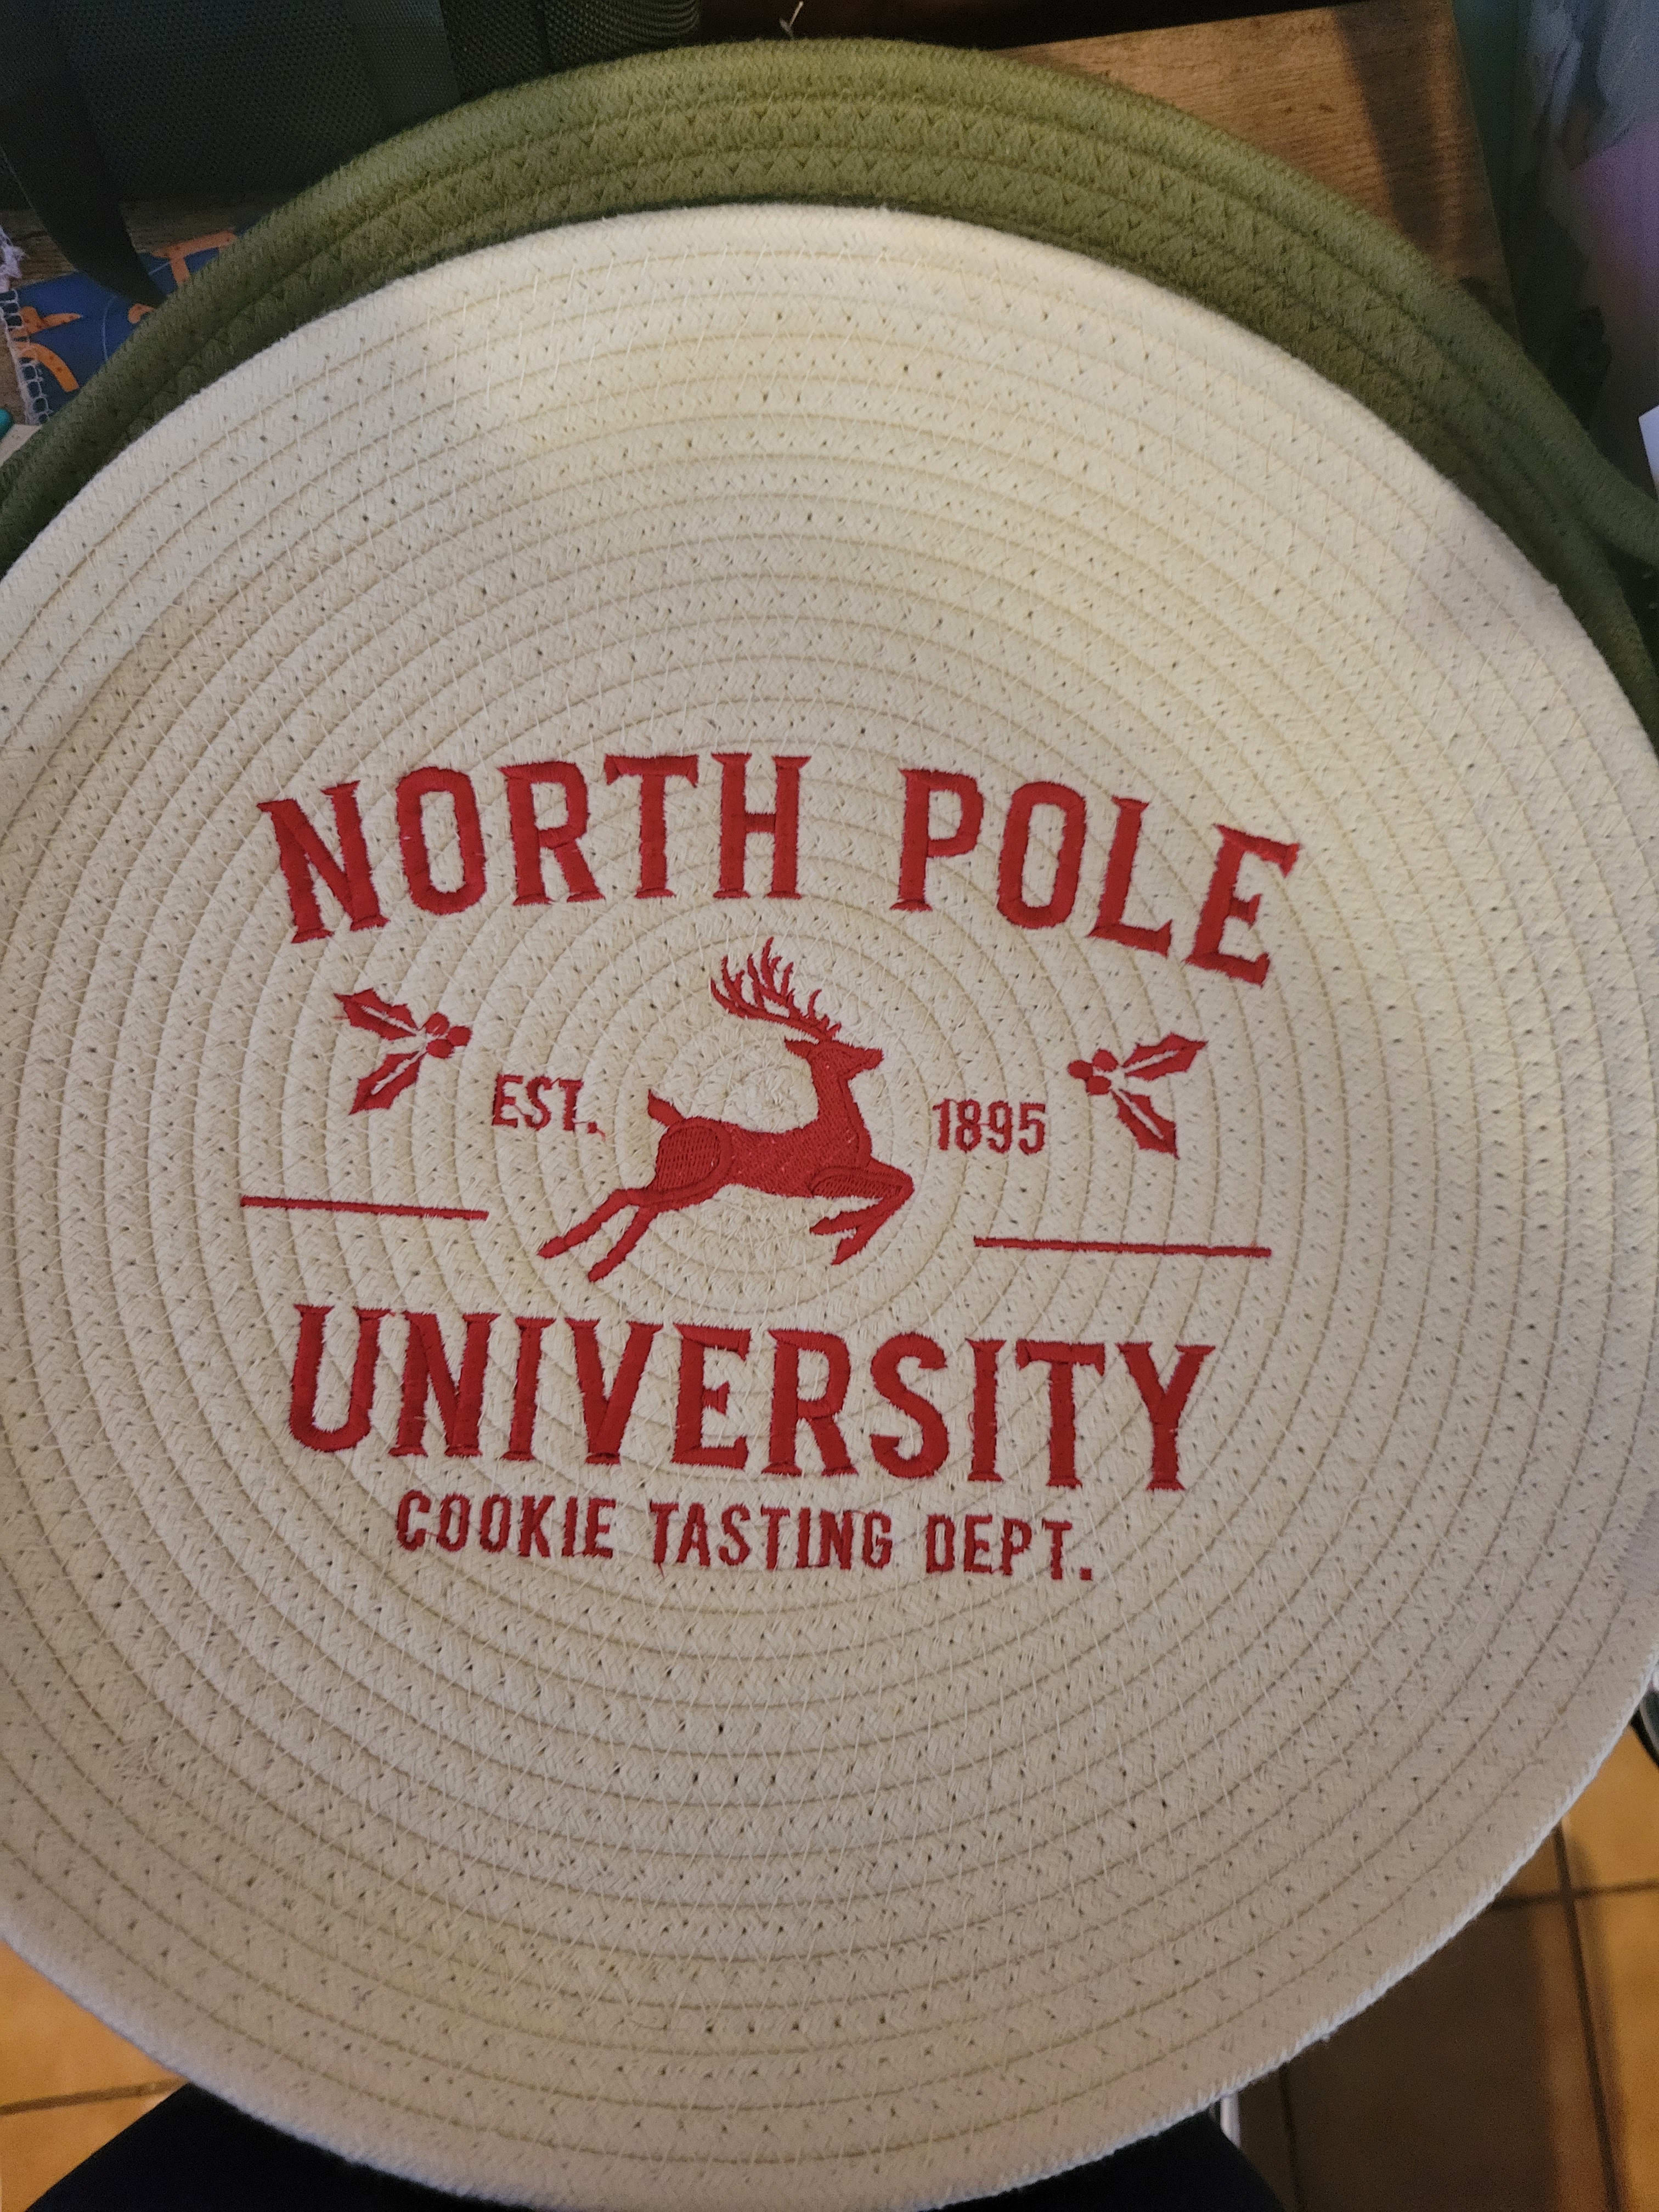 NORTH POLE
EST. 1895
UNIVERSITY
COOKIE TASTING DEPT.